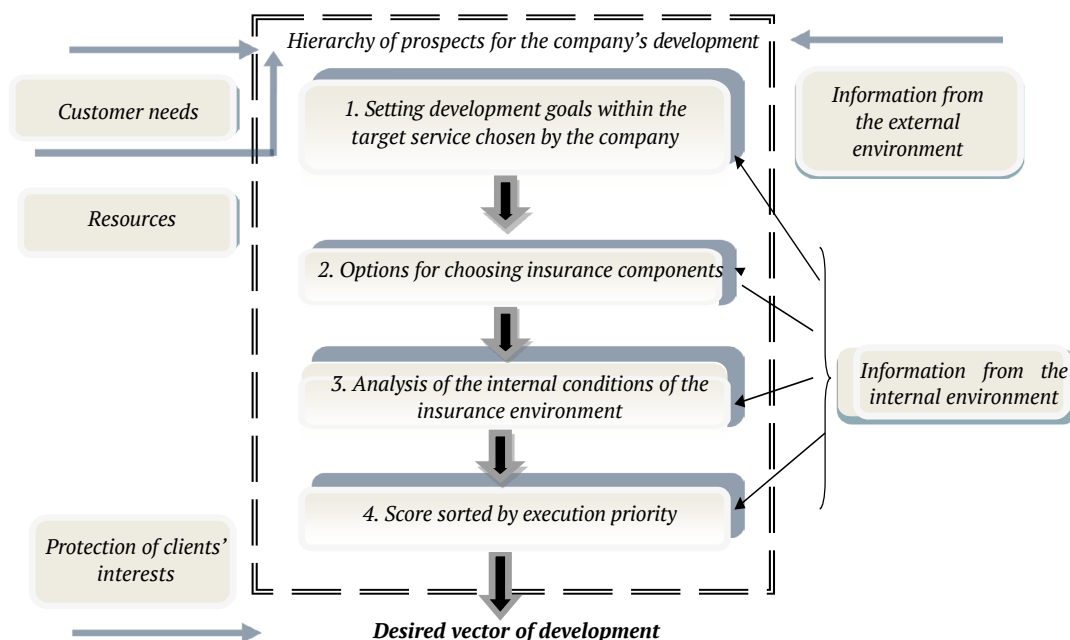 Hierarchy of prospects for the company’s development
Customer needs
Resources
Protection of clients’
interests
1. Setting development goals within the
target service chosen by the company
2. Options for choosing insurance components
3. Analysis of the internal conditions of the
insurance environment
4. Score sorted by execution priority
Desired vector of development
Information from
the external
environment
Information from the
internal environment